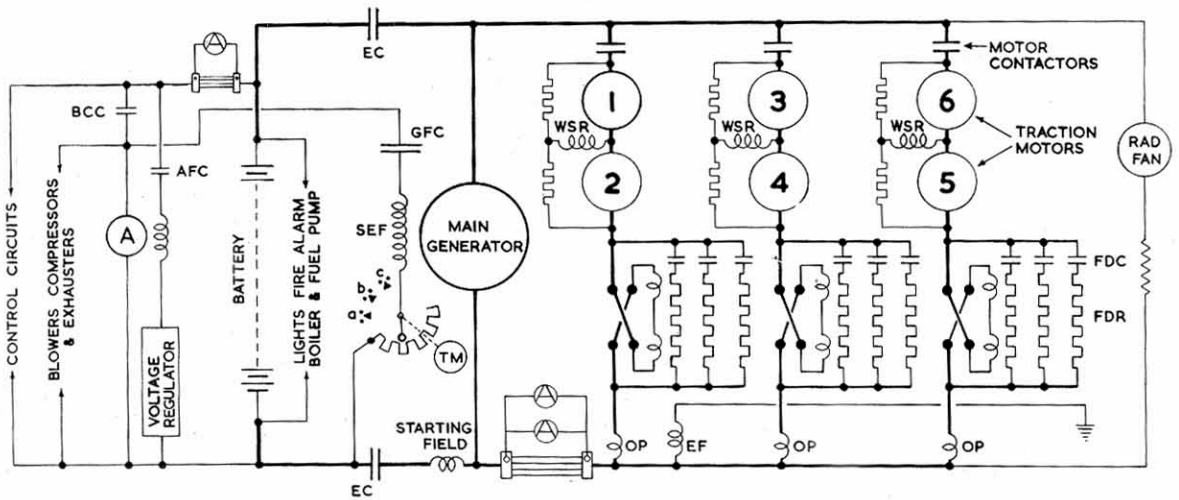 A
EC
MOTOR
CONTACTORS
BCC
GFC
1
3
6
WSR
WSR
WSR
TRACTION
MOTORS
RAD
FAN
AFC
2
4
5
CONTROL CIRCUITS
BLOWERS COMPRESSORS
& EXHAUSTERS
A
BATTERY
LIGHTS FIRE ALARM
BOILER & FUEL PUMP
SEF
MAIN
GENERATOR
FDC
c
b
a
FDR
TM
VOLTAGE
REGULATOR
A
A
STARTING
FIELD
OP
EF
OP
OP
EC